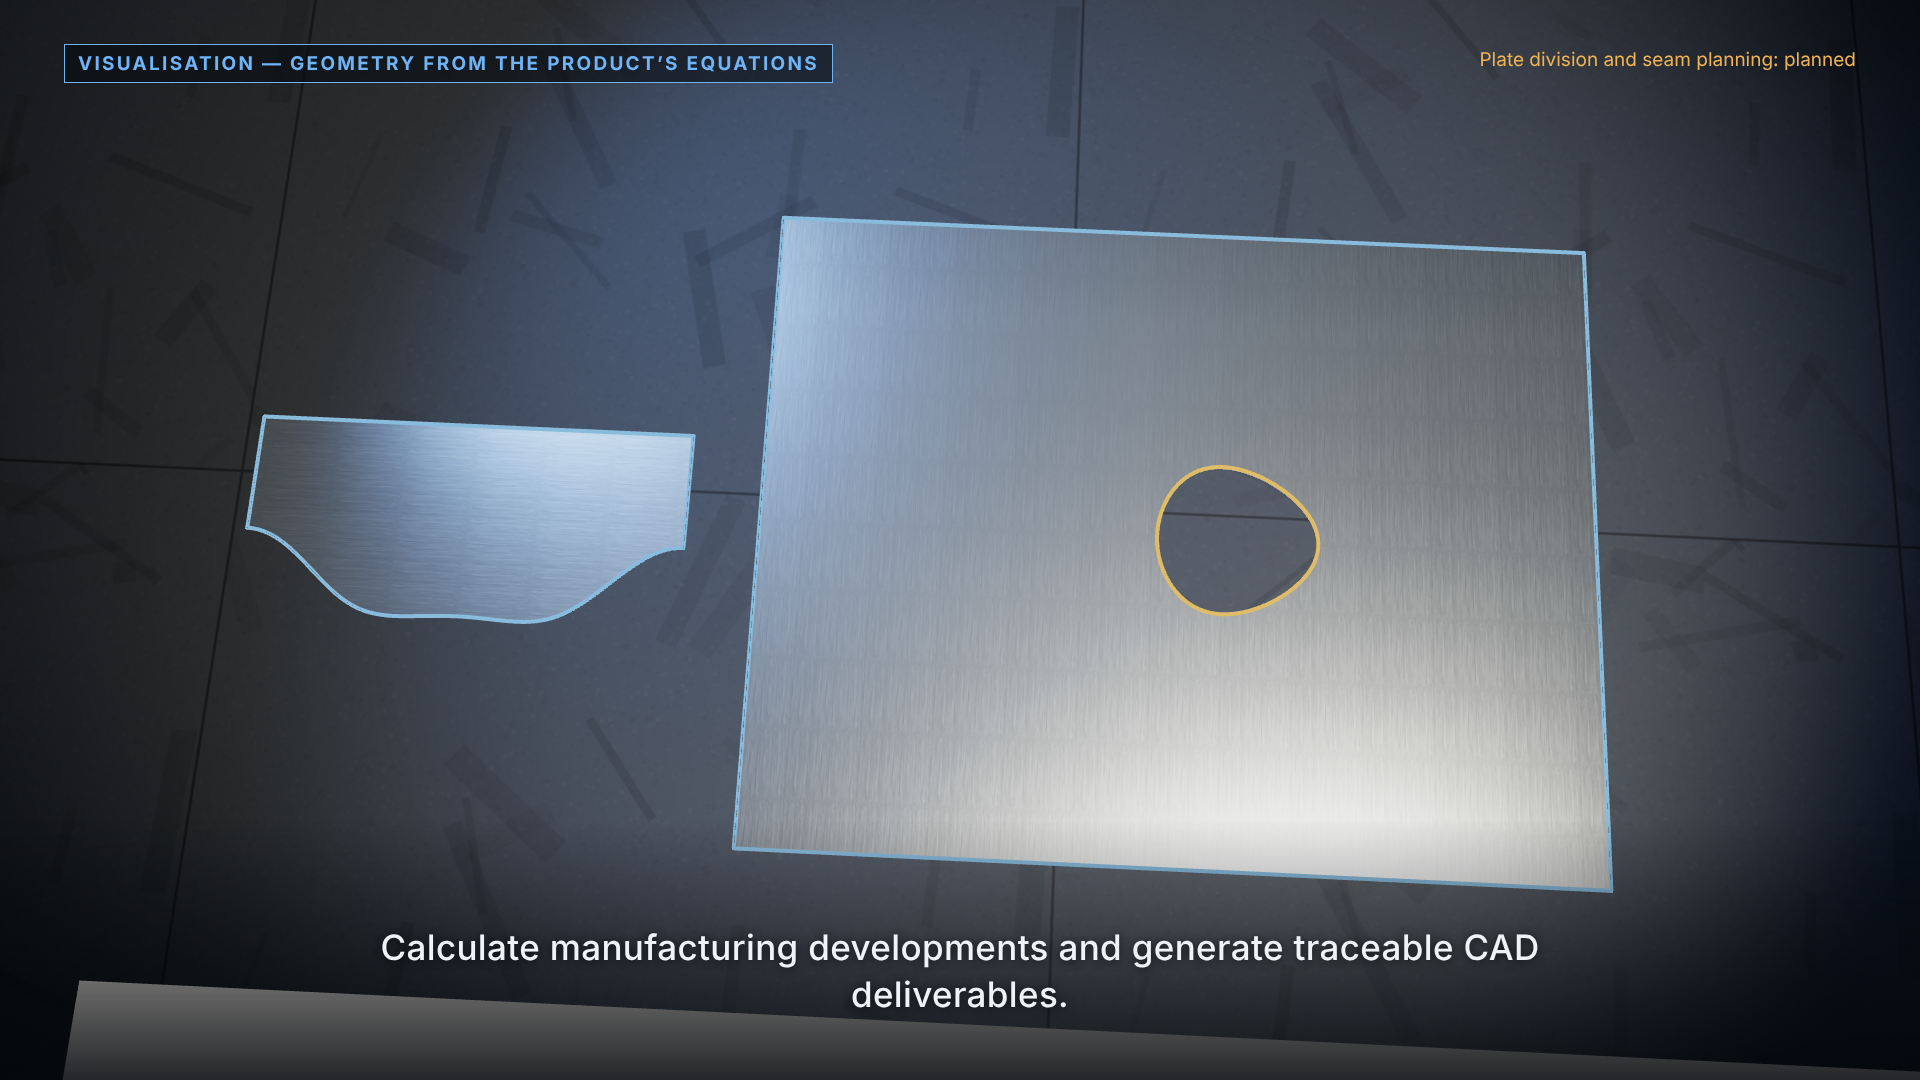 VISUALISATION — GEOMETRY FROM THE PRODUCT’S EQUATIONS
Plate division and seam planning: planned
Calculate manufacturing developments and generate traceable CAD
deliverables.